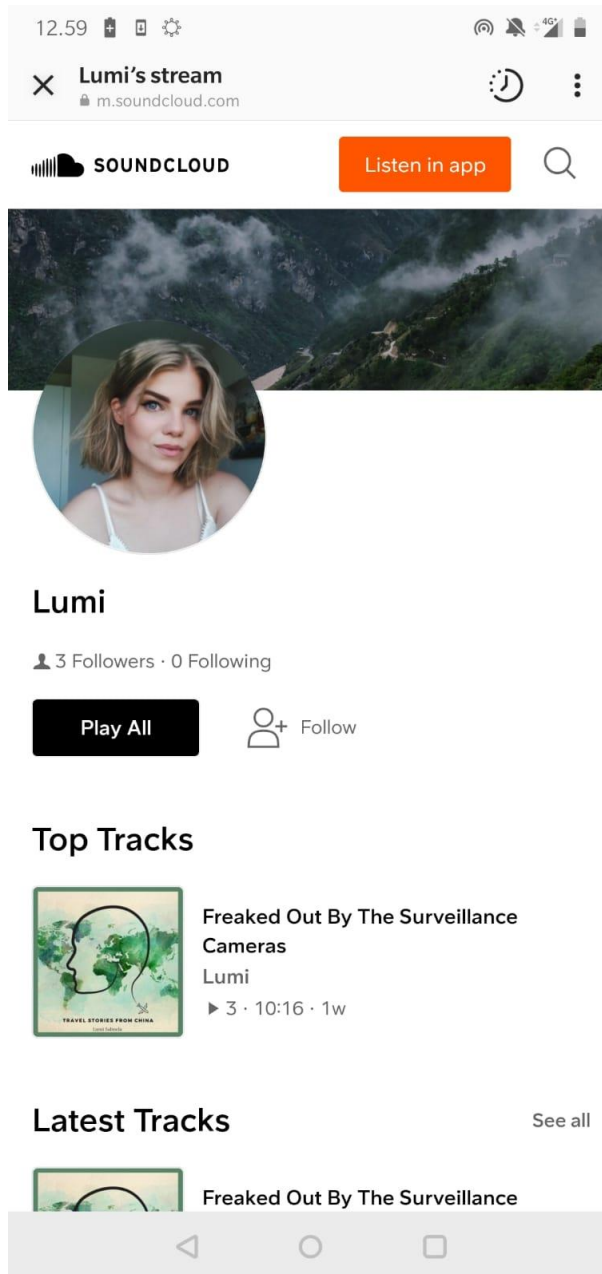 12.59
4G+
Lumi's stream
m.soundcloud.com
SOUNDCLOUD
Listen in app
Lumi
3 Followers · 0 Following
Play All
Follow
Top Tracks
TRAVEL STORIES FROM CHINA
Freaked Out By The Surveillance
Cameras
Lumi
3 · 10:16 · 1w
Latest Tracks
See all
Freaked Out By The Surveillance